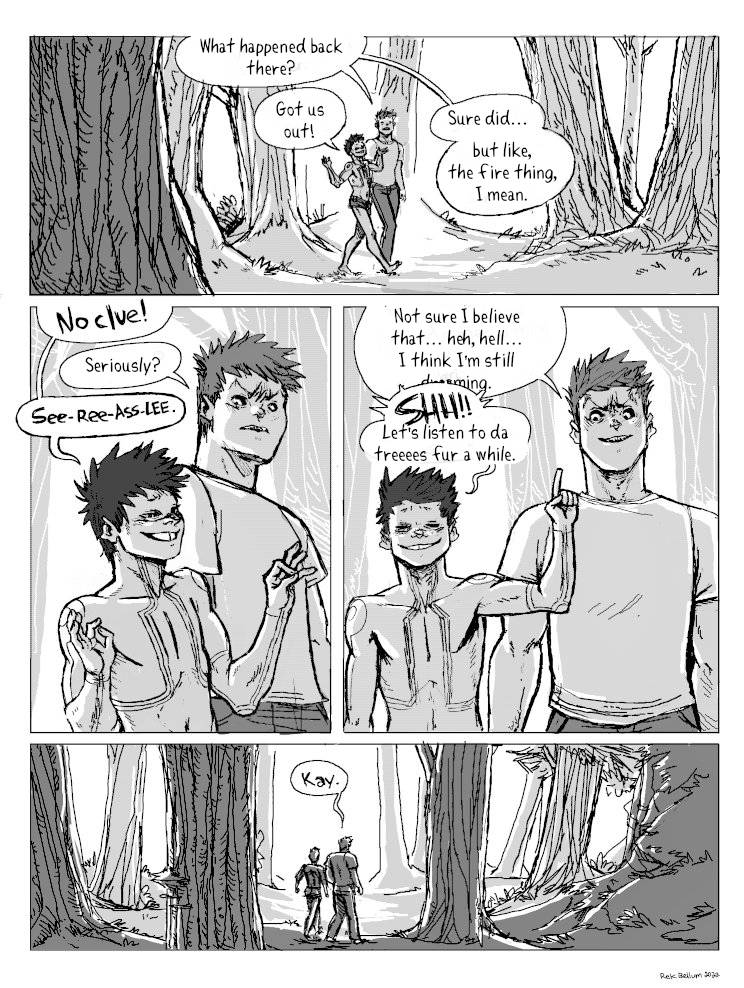 What happened back
there?
Got us
out!
Sure did...
but like,
the fire thing,
I mean.
No clue!
Seriously?
See-Ree-Ass-LEE.
Not sure I believe
that... heh, hell...
I think I'm still
SHH!!
Let's listen to da
treeees fur a while.
Kay.
Rek Bellum 2022